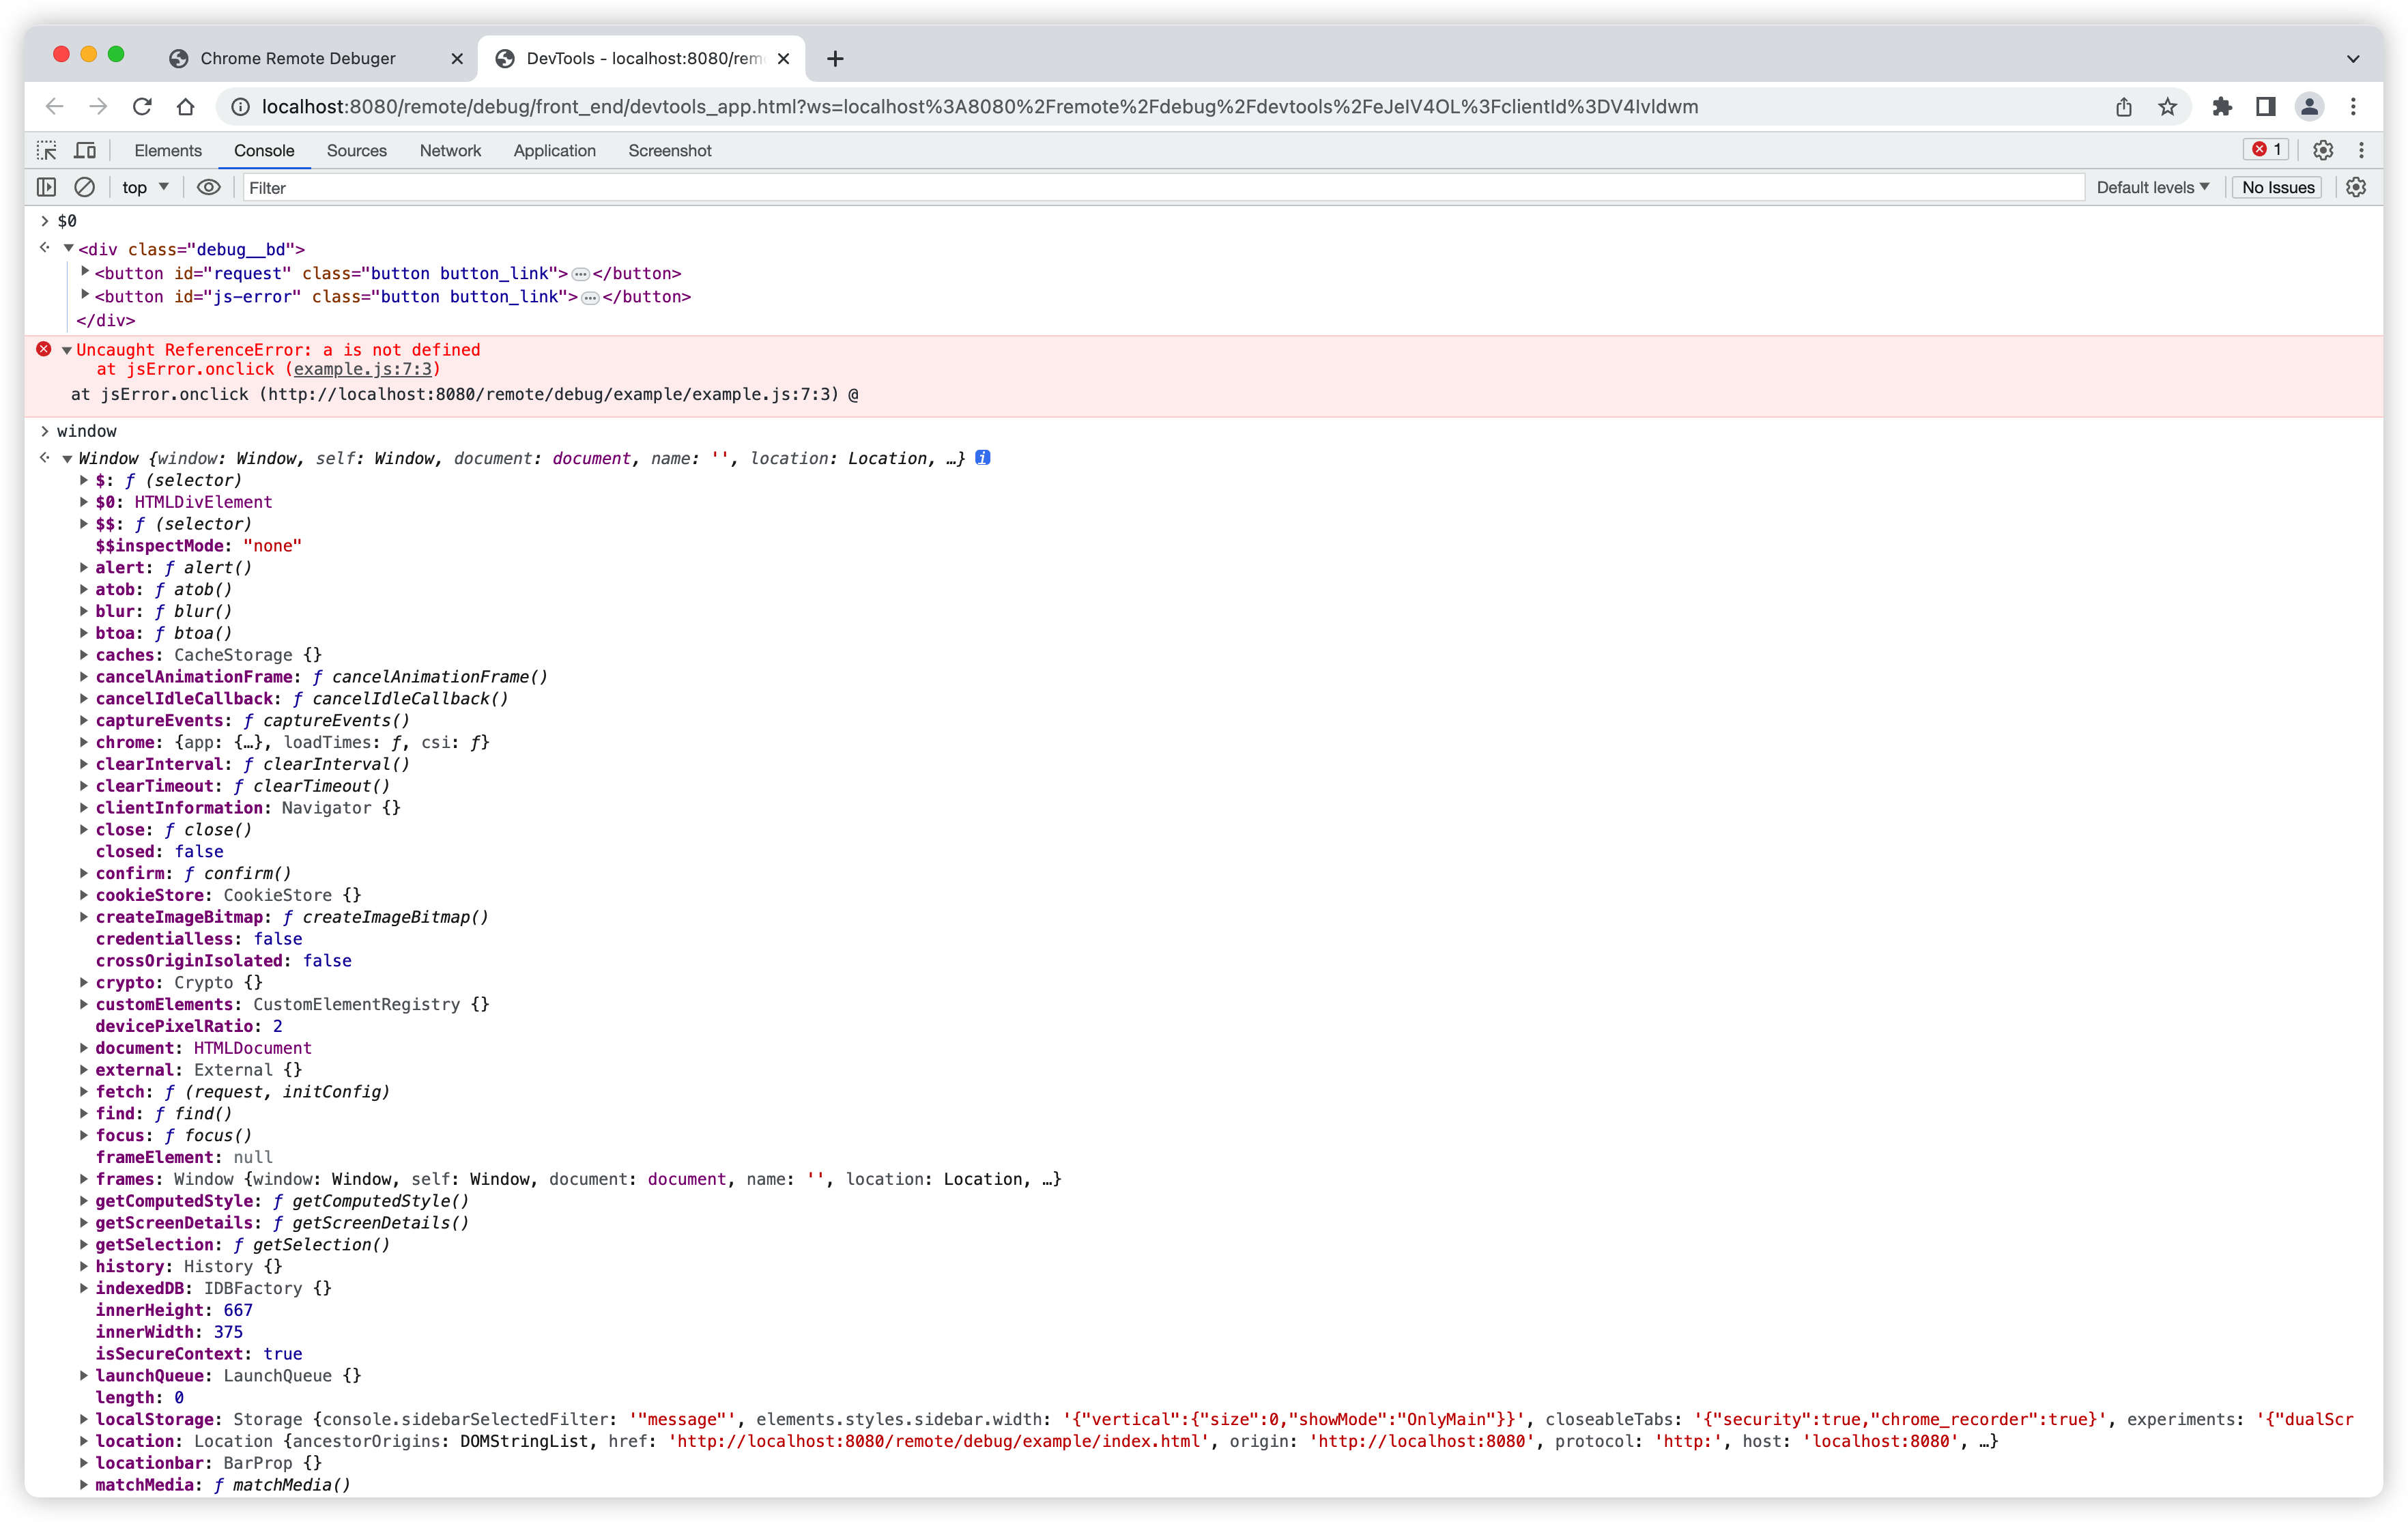 Chrome Remote Debuger
DevTools - localhost:8080/rem
localhost:8080/remote/debug/front_end/devtools_app.html?ws=localhost%3A8080%2Fremote%2Fdebug%2Fdevtools%2FeJeIV4OL%3FclientId%3DV4Ivldwm
Elements Console Sources Network Application Screenshot 1
top Filter Default levels No Issues
$0
<div class="debug__bd">
<button id="request" class="button button_link">…</button>
<button id="js-error" class="button button_link">…</button>
</div>
Uncaught ReferenceError: a is not defined
at jsError.onclick (example.js:7:3)
at jsError.onclick (http://localhost:8080/remote/debug/example/example.js:7:3) @
window
Window {window: Window, self: Window, document: document, name: '', location: Location, …} i
$: ƒ (selector)
$0: HTMLDivElement
$$: ƒ (selector)
$$inspectMode: "none"
alert: ƒ alert()
atob: ƒ atob()
blur: ƒ blur()
btoa: ƒ btoa()
caches: CacheStorage {}
cancelAnimationFrame: ƒ cancelAnimationFrame()
cancelIdleCallback: ƒ cancelIdleCallback()
captureEvents: ƒ captureEvents()
chrome: {app: {…}, loadTimes: ƒ, csi: ƒ}
clearInterval: ƒ clearInterval()
clearTimeout: ƒ clearTimeout()
clientInformation: Navigator {}
close: ƒ close()
closed: false
confirm: ƒ confirm()
cookieStore: CookieStore {}
createImageBitmap: ƒ createImageBitmap()
credentialless: false
crossOriginIsolated: false
crypto: Crypto {}
customElements: CustomElementRegistry {}
devicePixelRatio: 2
document: HTMLDocument
external: External {}
fetch: ƒ (request, initConfig)
find: ƒ find()
focus: ƒ focus()
frameElement: null
frames: Window {window: Window, self: Window, document: document, name: '', location: Location, …}
getComputedStyle: ƒ getComputedStyle()
getScreenDetails: ƒ getScreenDetails()
getSelection: ƒ getSelection()
history: History {}
indexedDB: IDBFactory {}
innerHeight: 667
innerWidth: 375
isSecureContext: true
launchQueue: LaunchQueue {}
length: 0
localStorage: Storage {console.sidebarSelectedFilter: '"message"', elements.styles.sidebar.width: '{"vertical":{"size":0,"showMode":"OnlyMain"}}', closeableTabs: '{"security":true,"chrome_recorder":true}', experiments: '{"dualScr
location: Location {ancestorOrigins: DOMStringList, href: 'http://localhost:8080/remote/debug/example/index.html', origin: 'http://localhost:8080', protocol: 'http:', host: 'localhost:8080', …}
locationbar: BarProp {}
matchMedia: ƒ matchMedia()